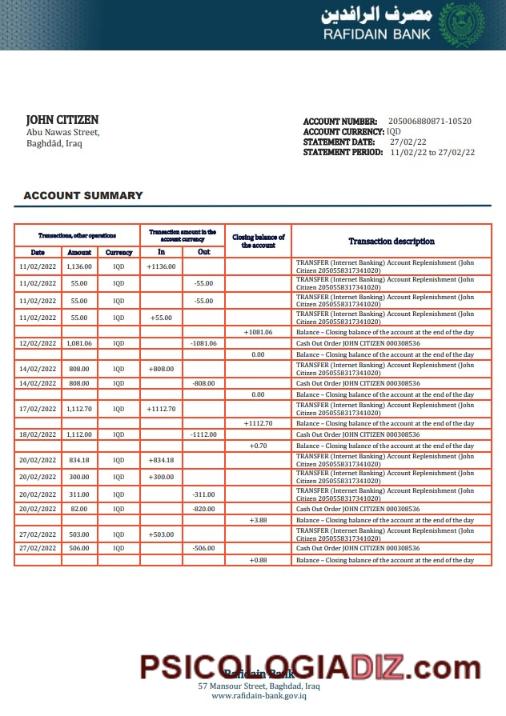 مصرف الرافدين
RAFIDAIN BANK
JOHN CITIZEN
Abu Nawas Street,
Baghdād, Iraq
ACCOUNT NUMBER: 205006880871-10520
ACCOUNT CURRENCY: IQD
STATEMENT DATE: 27/02/22
STATEMENT PERIOD: 11/02/22 to 27/02/22
ACCOUNT SUMMARY
Transactions, other operations
Transaction amount in the
account currency
Closing balance of
the account
Transaction description
Date Amount Currency In Out
11/02/2022 1,136.00 IQD +1136.00 TRANSFER (Internet Banking) Account Replenishment (John
Citizen 2050558317341020)
11/02/2022 55.00 IQD -55.00 TRANSFER (Internet Banking) Account Replenishment (John
Citizen 2050558317341020)
11/02/2022 55.00 IQD -55.00 TRANSFER (Internet Banking) Account Replenishment (John
Citizen 2050558317341020)
11/02/2022 55.00 IQD +55.00 TRANSFER (Internet Banking) Account Replenishment (John
Citizen 2050558317341020)
+1081.06 Balance – Closing balance of the account at the end of the day
12/02/2022 1,081.06 IQD -1081.06 Cash Out Order JOHN CITIZEN 000308536
0.00 Balance – Closing balance of the account at the end of the day
14/02/2022 808.00 IQD +808.00 TRANSFER (Internet Banking) Account Replenishment (John
Citizen 2050558317341020)
14/02/2022 808.00 IQD -808.00 Cash Out Order JOHN CITIZEN 000308536
0.00 Balance – Closing balance of the account at the end of the day
17/02/2022 1,112.70 IQD +1112.70 TRANSFER (Internet Banking) Account Replenishment (John
Citizen 2050558317341020)
+1112.70 Balance – Closing balance of the account at the end of the day
18/02/2022 1,112.00 IQD -1112.00 Cash Out Order JOHN CITIZEN 000308536
+0.70 Balance – Closing balance of the account at the end of the day
20/02/2022 834.18 IQD +834.18 TRANSFER (Internet Banking) Account Replenishment (John
Citizen 2050558317341020)
20/02/2022 300.00 IQD +300.00 TRANSFER (Internet Banking) Account Replenishment (John
Citizen 2050558317341020)
20/02/2022 311.00 IQD -311.00 TRANSFER (Internet Banking) Account Replenishment (John
Citizen 2050558317341020)
20/02/2022 82.00 IQD -820.00 Cash Out Order JOHN CITIZEN 000308536
+3.88 Balance – Closing balance of the account at the end of the day
27/02/2022 503.00 IQD +503.00 TRANSFER (Internet Banking) Account Replenishment (John
Citizen 2050558317341020)
27/02/2022 506.00 IQD -506.00 Cash Out Order JOHN CITIZEN 000308536
+0.88 Balance – Closing balance of the account at the end of the day
PSICOLOGIADIZ.com
Rafidain Bank
57 Mansour Street, Baghdad, Iraq
www.rafidain-bank.gov.iq